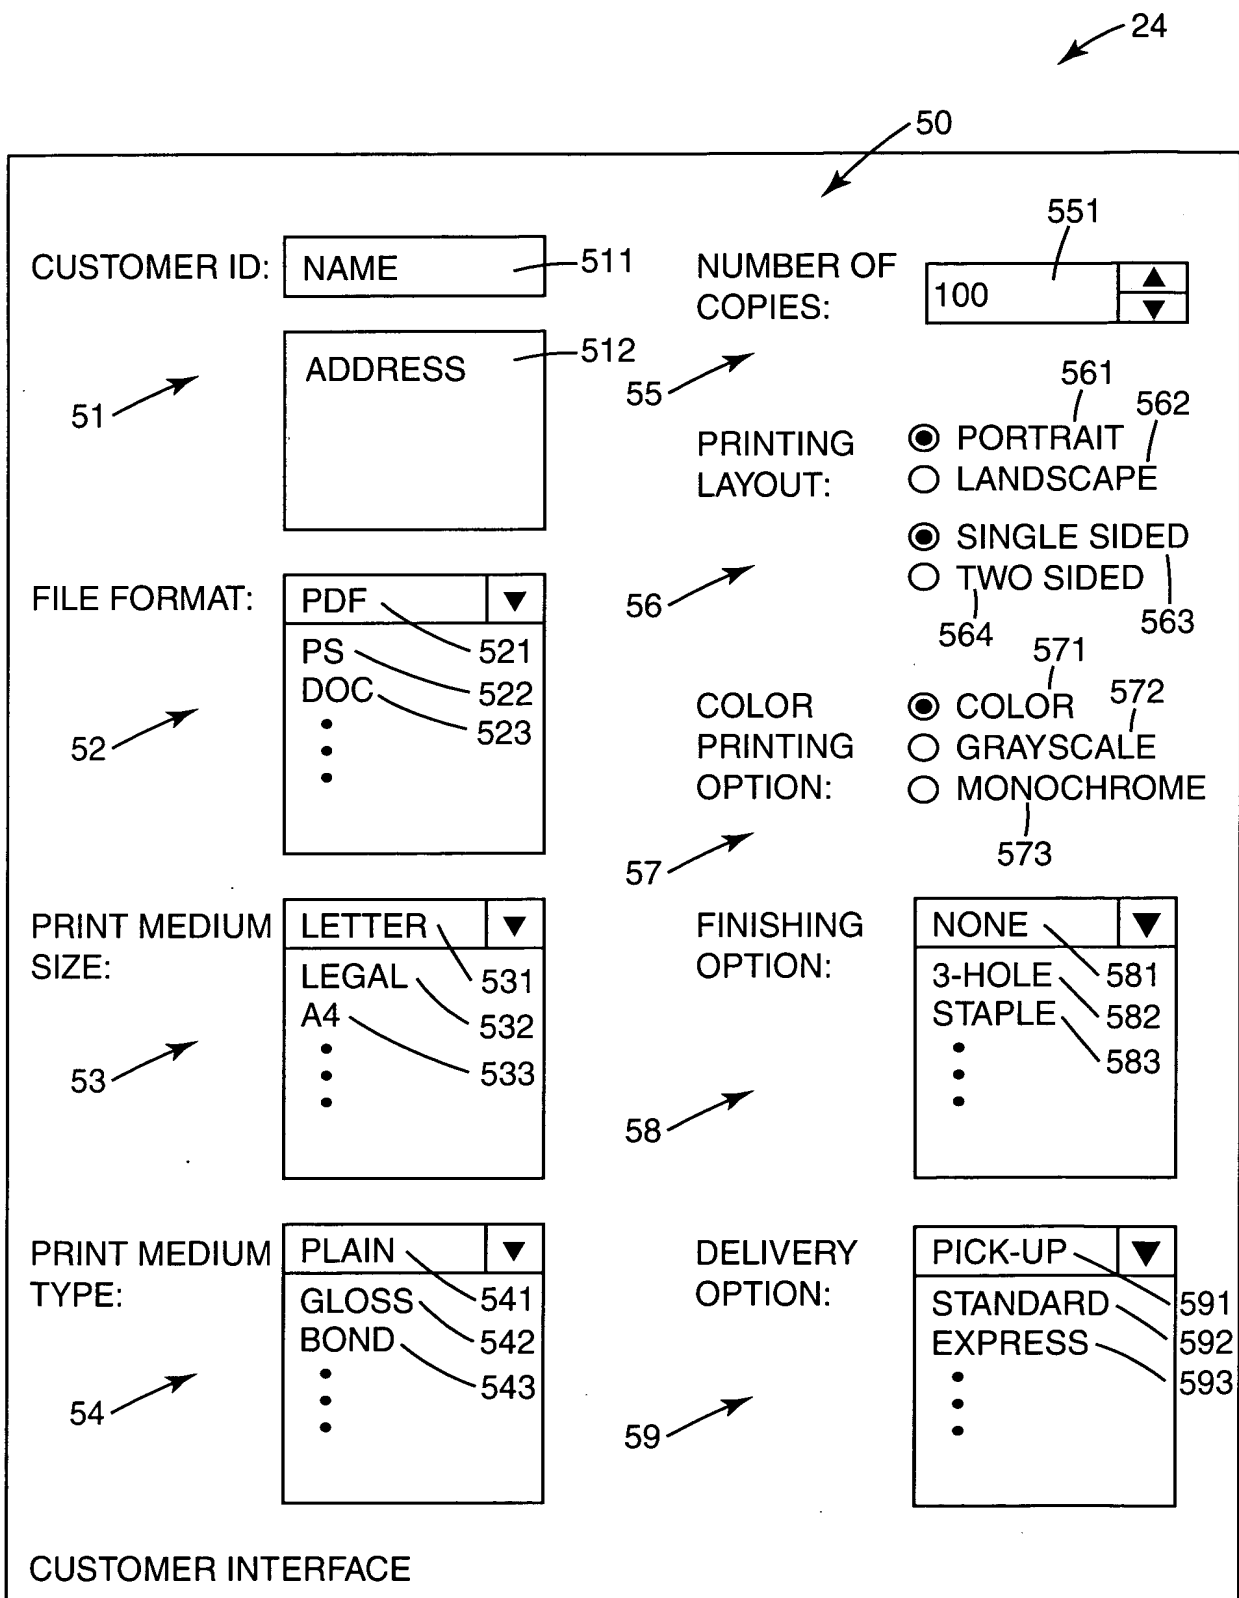 24
50
CUSTOMER ID:
NAME
511
ADDRESS
512
51
FILE FORMAT:
PDF
521
PS
522
DOC
523
52
PRINT MEDIUM
SIZE:
LETTER
531
LEGAL
532
A4
533
53
PRINT MEDIUM
TYPE:
PLAIN
541
GLOSS
542
BOND
543
54
NUMBER OF
COPIES:
100
551
55
PRINTING
LAYOUT:
561
PORTRAIT
562
LANDSCAPE
SINGLE SIDED
563
TWO SIDED
564
56
COLOR
PRINTING
OPTION:
571
COLOR
572
GRAYSCALE
MONOCHROME
573
57
FINISHING
OPTION:
NONE
581
3-HOLE
582
STAPLE
583
58
DELIVERY
OPTION:
PICK-UP
591
STANDARD
592
EXPRESS
593
59
CUSTOMER INTERFACE